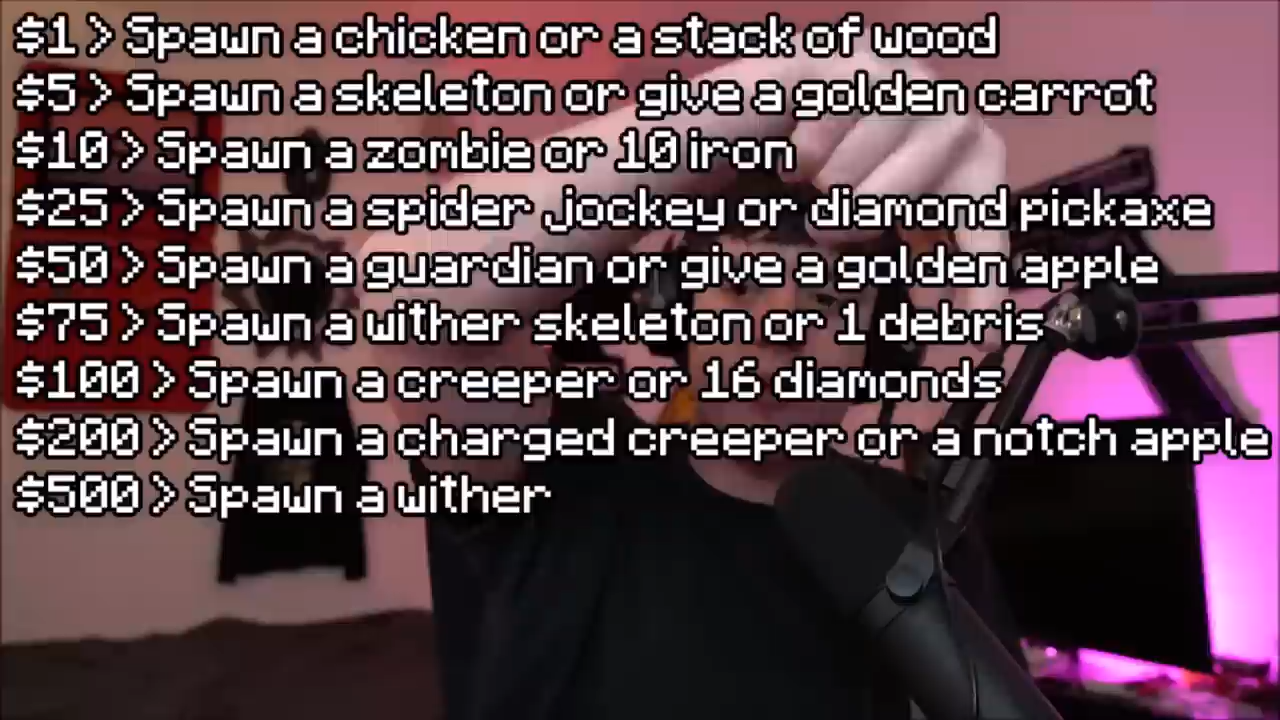 $1 > Spawn a chicken or a stack of wood
$5 > Spawn a skeleton or give a golden carrot
$10 > Spawn a zombie or 10 iron
$25 > Spawn a spider jockey or diamond pickaxe
$50 > Spawn a guardian or give a golden apple
$75 > Spawn a wither skeleton or 1 debris
$100 > Spawn a creeper or 16 diamonds
$200 > Spawn a charged creeper or a notch apple
$500 > Spawn a wither